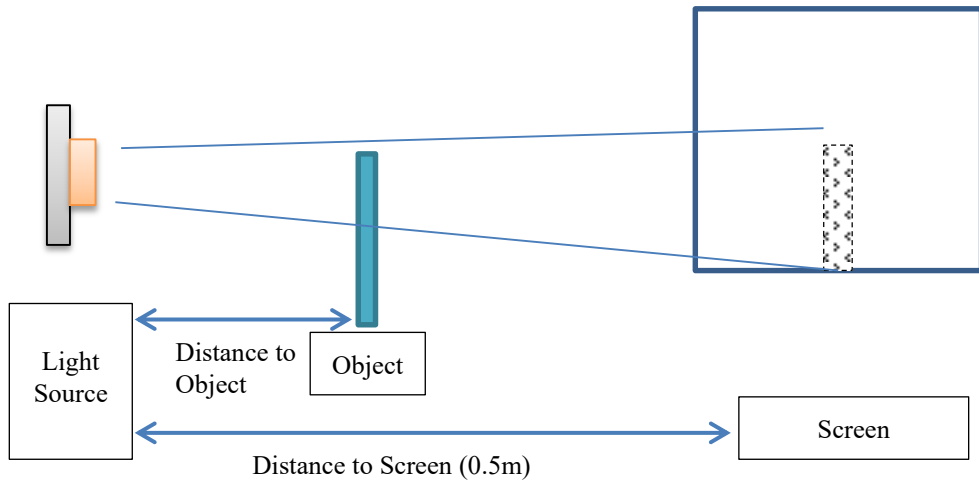 Light
Source
Distance to
Object
Object
Screen
Distance to Screen (0.5m)